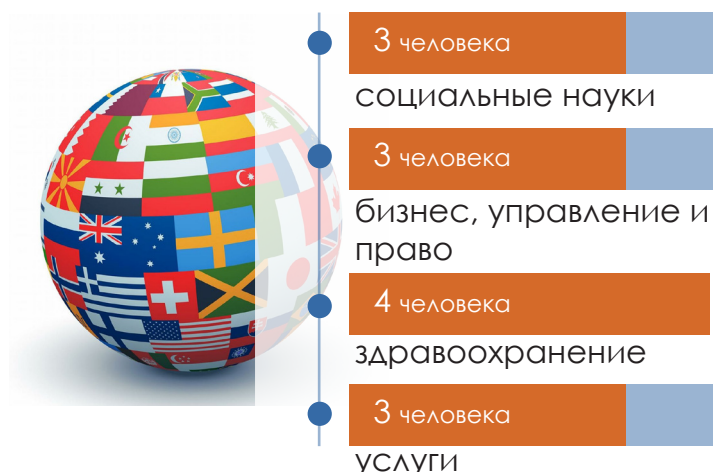 3 человека
социальные науки
3 человека
бизнес, управление и
право
4 человека
здравоохранение
3 человека
услуги